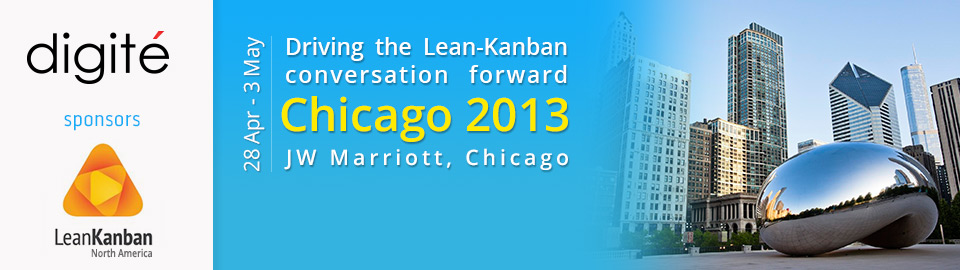 digité
sponsors
LeanKanban
North America
28 Apr - 3 May
Driving the Lean-Kanban
conversation forward
Chicago 2013
JW Marriott, Chicago